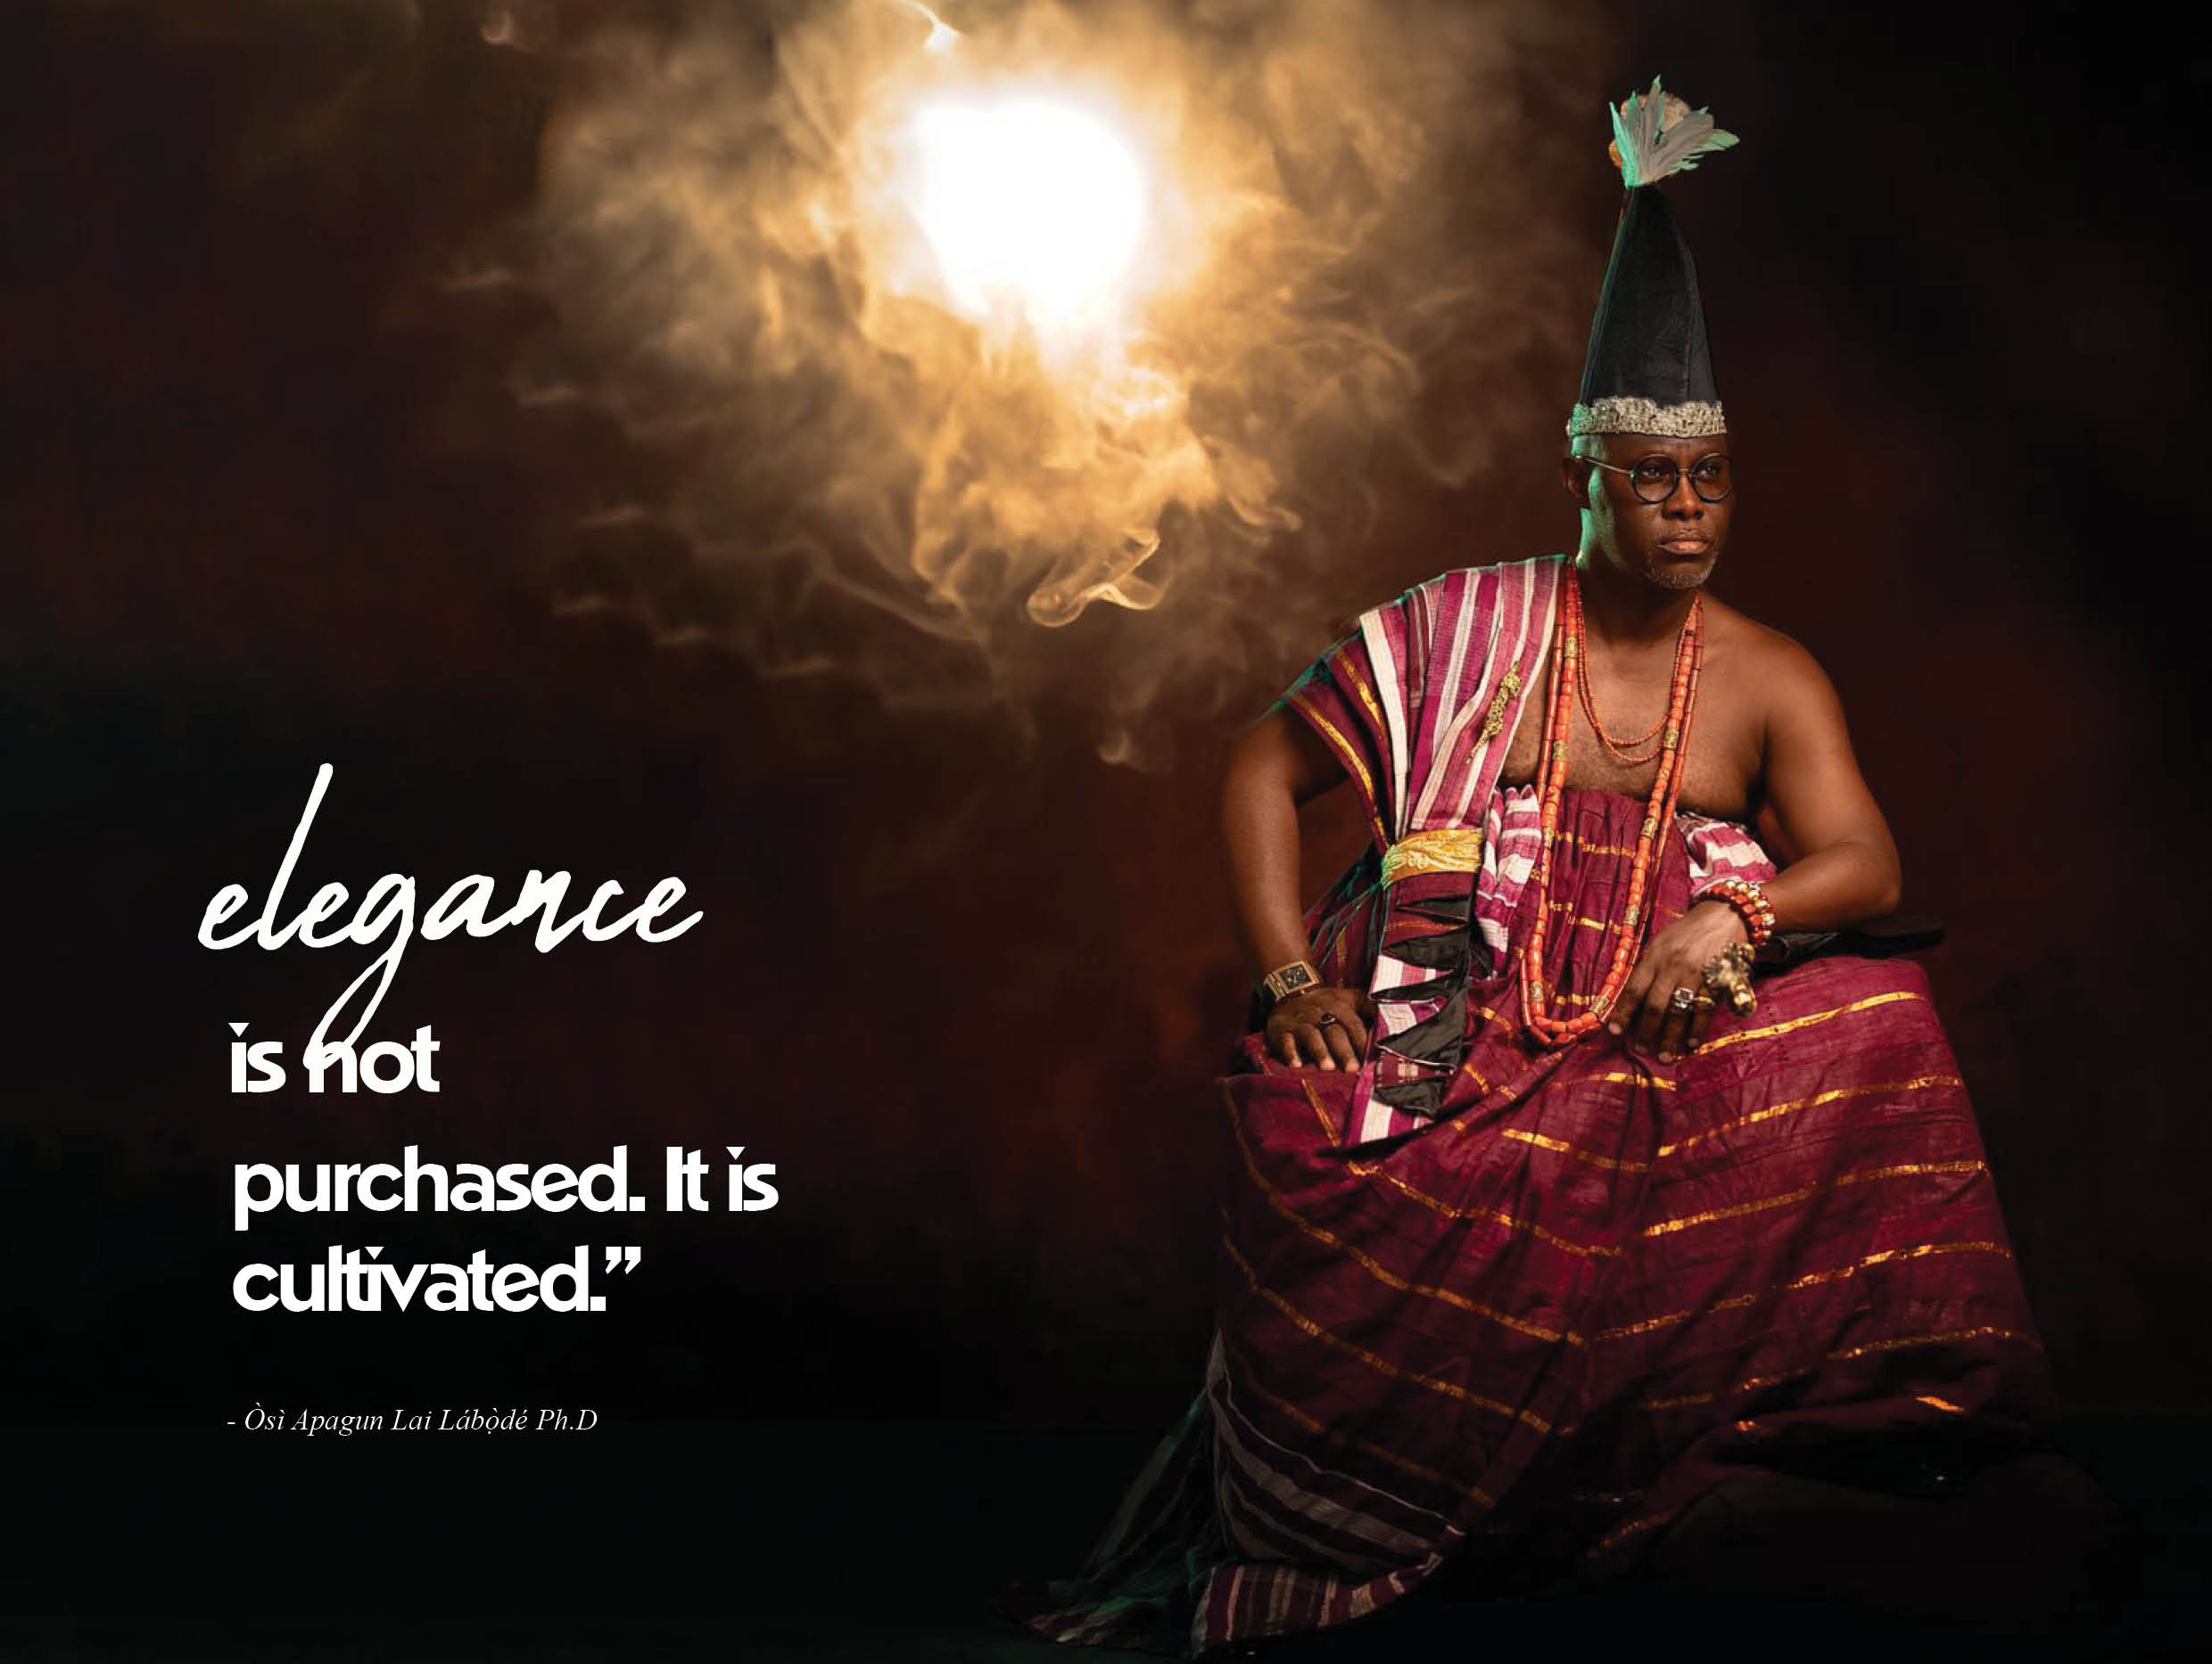 elegance
is not
purchased. It is
cultivated.”
- Òsì Apagun Lai Lábọ̀dé Ph.D